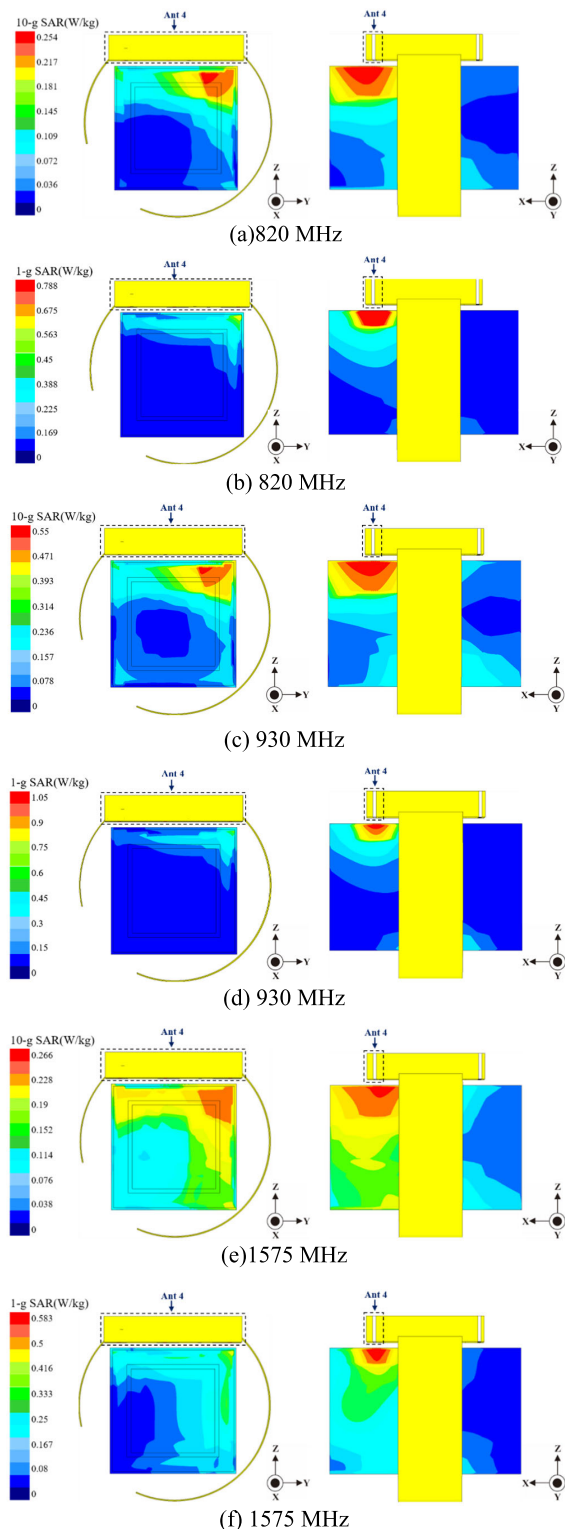 10-g SAR(W/kg)
0.254
0.217
0.181
0.145
0.109
0.072
0.036
0
Ant 4
Z
X
Y
Ant 4
Z
X
Y
(a)820 MHz
1-g SAR(W/kg)
0.788
0.675
0.563
0.45
0.388
0.225
0.169
0
Ant 4
Z
X
Y
Ant 4
Z
X
Y
(b) 820 MHz
10-g SAR(W/kg)
0.55
0.471
0.393
0.314
0.236
0.157
0.078
0
Ant 4
Z
X
Y
Ant 4
Z
X
Y
(c) 930 MHz
1-g SAR(W/kg)
1.05
0.9
0.75
0.6
0.45
0.3
0.15
0
Ant 4
Z
X
Y
Ant 4
Z
X
Y
(d) 930 MHz
10-g SAR(W/kg)
0.266
0.228
0.19
0.152
0.114
0.076
0.038
0
Ant 4
Z
X
Y
Ant 4
Z
X
Y
(e)1575 MHz
1-g SAR(W/kg)
0.583
0.5
0.416
0.333
0.25
0.167
0.08
0
Ant 4
Z
X
Y
Ant 4
Z
X
Y
(f) 1575 MHz